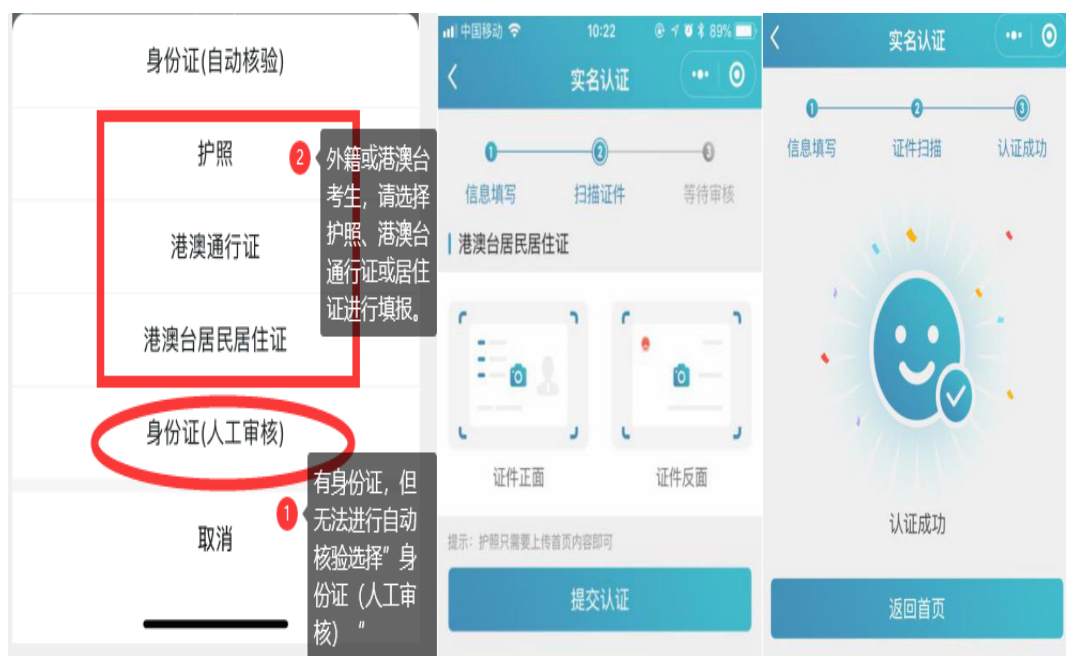 身份证(自动核验)
护照
港澳通行证
港澳台居民居住证
身份证(人工审核)
取消
2
外籍或港澳台
考生，请选择
护照、港澳台
通行证或居住
证进行填报。
1
有身份证，但
无法进行自动
核验选择”身
份证（人工审
核）“
中国移动
10:22
89%
实名认证
1
2
3
信息填写
扫描证件
等待审核
港澳台居民居住证
证件正面
证件反面
提示：护照只需要上传首页内容即可
提交认证
实名认证
1
2
3
信息填写
证件扫描
认证成功
认证成功
返回首页